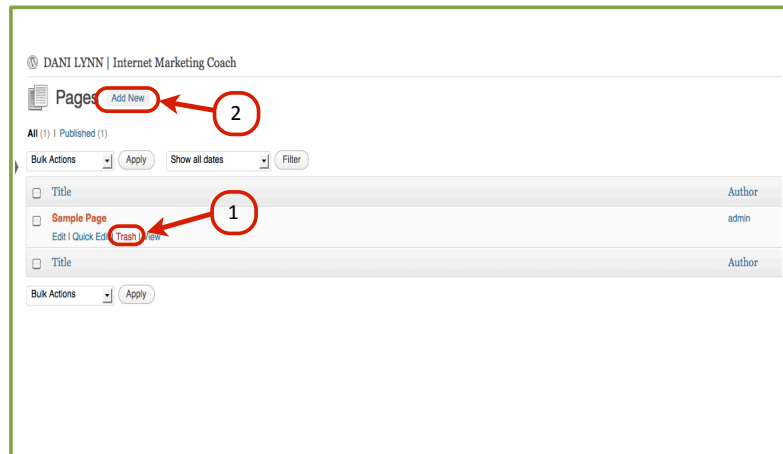 DANI LYNN | Internet Marketing Coach
Pages Add New
2
All (1) | Published (1)
Bulk Actions Apply Show all dates Filter
Title Author
1
Sample Page admin
Edit | Quick Edit | Trash | View
Title Author
Bulk Actions Apply